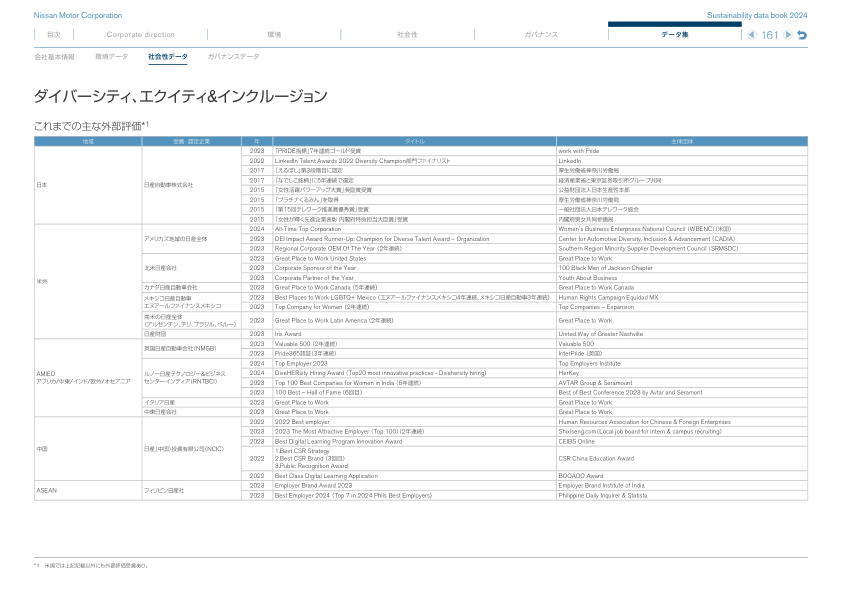 Nissan Motor Corporation
Sustainability data book 2024
目次 Corporate direction 環境 社会性 ガバナンス データ集 161
会社基本情報 環境データ 社会性データ ガバナンスデータ
ダイバーシティ、エクイティ&インクルージョン
これまでの主な外部評価*1
地域 受賞・認定企業 年 タイトル 主体団体
日本 日産自動車株式会社 2023 「PRIDE指標」7年連続ゴールド受賞 work with Pride
2022 LinkedIn Talent Awards 2022 Diversity Champion部門ファイナリスト LinkedIn
2017 「えるぼし」第3段階目に認定 厚生労働省神奈川労働局
2017 「なでしこ銘柄」に5年連続で選定 経済産業省と東京証券取引所グループ共同
2015 「女性活躍パワーアップ大賞」奨励賞受賞 公益財団法人日本生産性本部
2015 「プラチナくるみん」を取得 厚生労働省神奈川労働局
2015 「第15回テレワーク推進賞優秀賞」受賞 一般社団法人日本テレワーク協会
2015 「女性が輝く先進企業表彰 内閣府特命担当大臣賞」受賞 内閣府男女共同参画局
米州 アメリカズ地域の日産全体 2024 All-Time Top Corporation Women's Business Enterprises National Council (WBENC) (米国)
2023 DEI Impact Award Runner-Up: Champion for Diverse Talent Award – Organization Center for Automotive Diversity, Inclusion & Advancement (CADIA)
2023 Regional Corporate OEM Of The Year (2年連続) Southern Region Minority Supplier Development Council (SRMSDC)
北米日産会社 2023 Great Place to Work United States Great Place to Work
2023 Corporate Sponsor of the Year 100 Black Men of Jackson Chapter
2023 Corporate Partner of the Year Youth About Business
カナダ日産自動車会社 2023 Great Place to Work Canada (5年連続) Great Place to Work Canada
メキシコ日産自動車
エヌアールファイナンスメキシコ 2023 Best Places to Work LGBTQ+ Mexico (エヌアールファイナンスメキシコ4年連続、メキシコ日産自動車3年連続) Human Rights Campaign Equidad MX
2023 Top Company for Women (2年連続) Top Companies – Expansion
南米の日産全体
(アルゼンチン、チリ、ブラジル、ペルー) 2023 Great Place to Work Latin America (2年連続) Great Place to Work
日産財団 2023 Iris Award United Way of Greater Nashville
AMIEO
アフリカ/中東/インド/欧州/オセアニア 英国日産自動車会社(NMGB) 2023 Valuable 500 (2年連続) Valuable 500
2023 Pride365認証(3年連続) InterPride (英国)
ルノー日産テクノロジー&ビジネス
センターインディア(RNTBCI) 2024 Top Employer 2023 Top Employers Institute
2024 DiveHERsity Hiring Award (Top20 most innovative practices - Divehersity hiring) HerKey
2023 Top 100 Best Companies for Women in India (6年連続) AVTAR Group & Seramount
2023 100 Best – Hall of Fame (6回目) Best of Best Conference 2023 by Avtar and Seramont
イタリア日産 2023 Great Place to Work Great Place to Work
中東日産会社 2023 Great Place to Work Great Place to Work
中国 日産(中国)投資有限公司(NCIC) 2022 2022 Best employer Human Resources Association for Chinese & Foreign Enterprises
2023 2023 The Most Attractive Employer (Top 100)(2年連続) Shixiseng.com(Local job board for intern & campus recruiting)
2023 Best Digital Learning Program Innovation Award CEIBS Online
2022 1.Best CSR Strategy
2.Best CSR Brand (3回目)
3.Public Recognition Award CSR China Education Award
2022 Best Class Digital Learning Application BOOAOO Award
ASEAN フィリピン日産社 2023 Employer Brand Award 2023 Employer Brand Institute of India
2023 Best Employer 2024 (Top 7 in 2024 Phils Best Employers) Philippine Daily Inquirer & Statista
*1 米国では上記記載以外にも外部評価受賞あり。